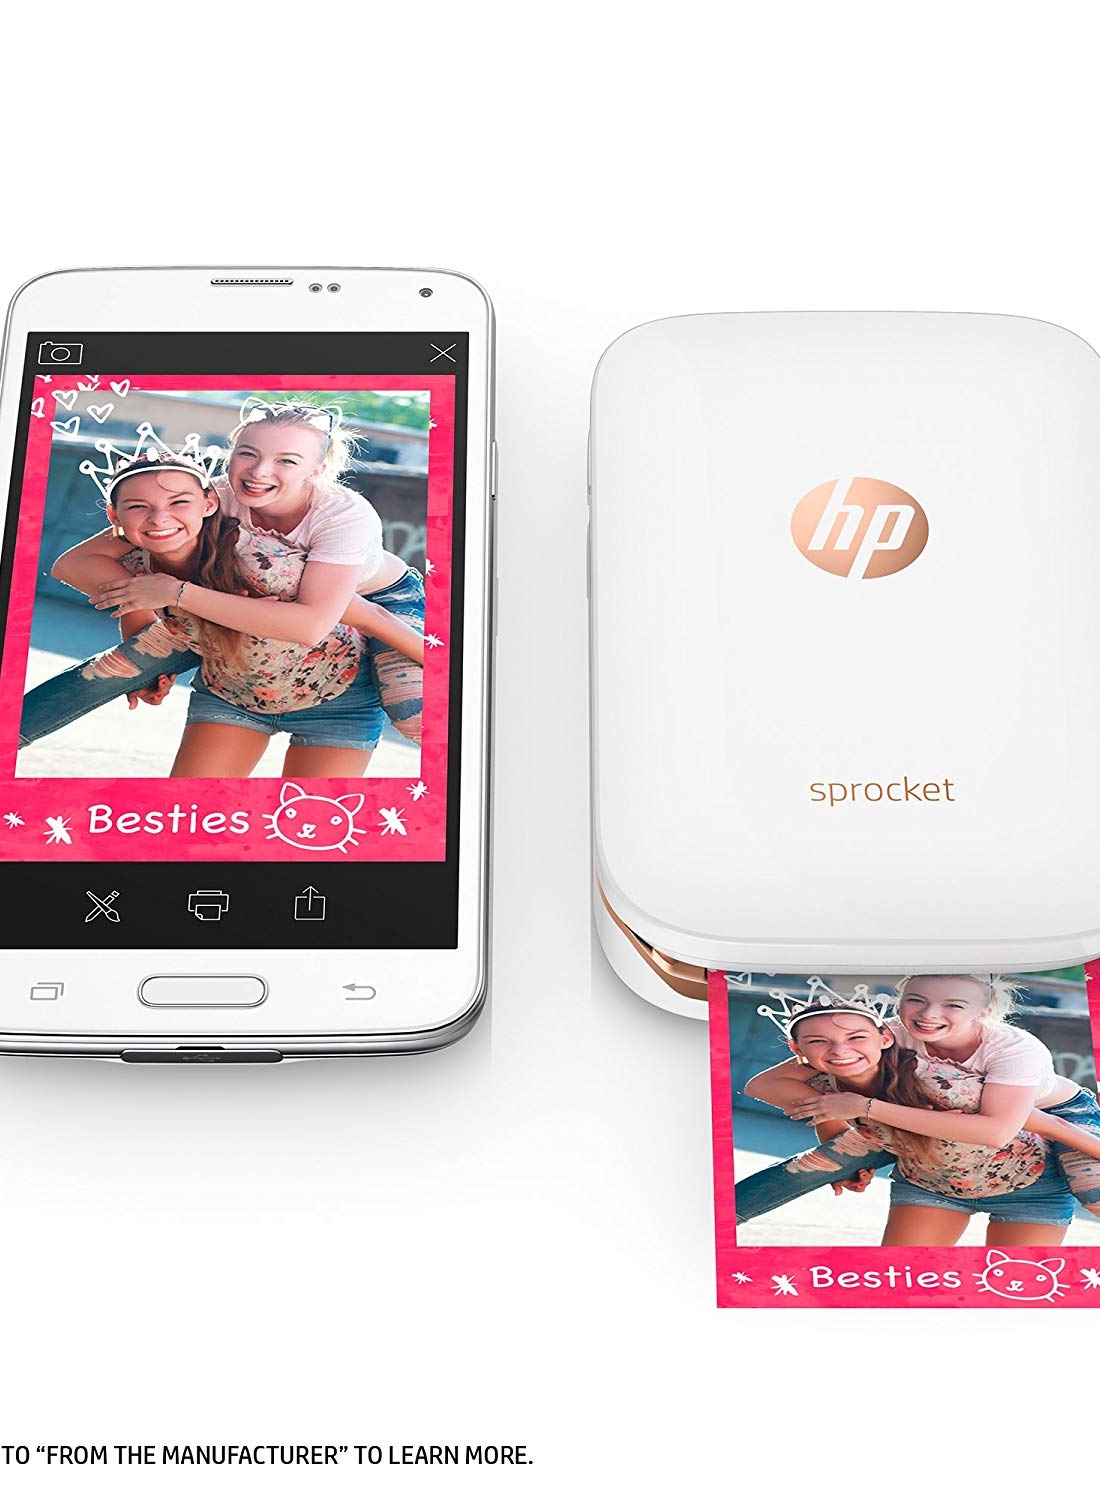 hp
sprocket
Besties
Besties
TO “FROM THE MANUFACTURER” TO LEARN MORE.